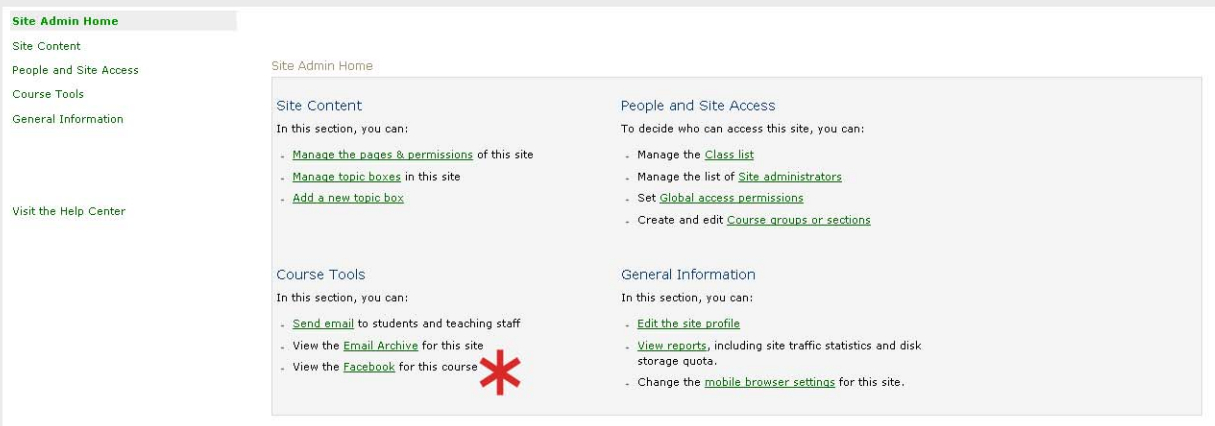 Site Admin Home
Site Content
People and Site Access
Course Tools
General Information
Visit the Help Center
Site Admin Home
Site Content
In this section, you can:
Manage the pages & permissions of this site
Manage topic boxes in this site
Add a new topic box
People and Site Access
To decide who can access this site, you can:
Manage the Class list
Manage the list of Site administrators
Set Global access permissions
Create and edit Course groups or sections
Course Tools
In this section, you can:
Send email to students and teaching staff
View the Email Archive for this site
View the Facebook for this course
General Information
In this section, you can:
Edit the site profile
View reports, including site traffic statistics and disk
storage quota.
Change the mobile browser settings for this site.